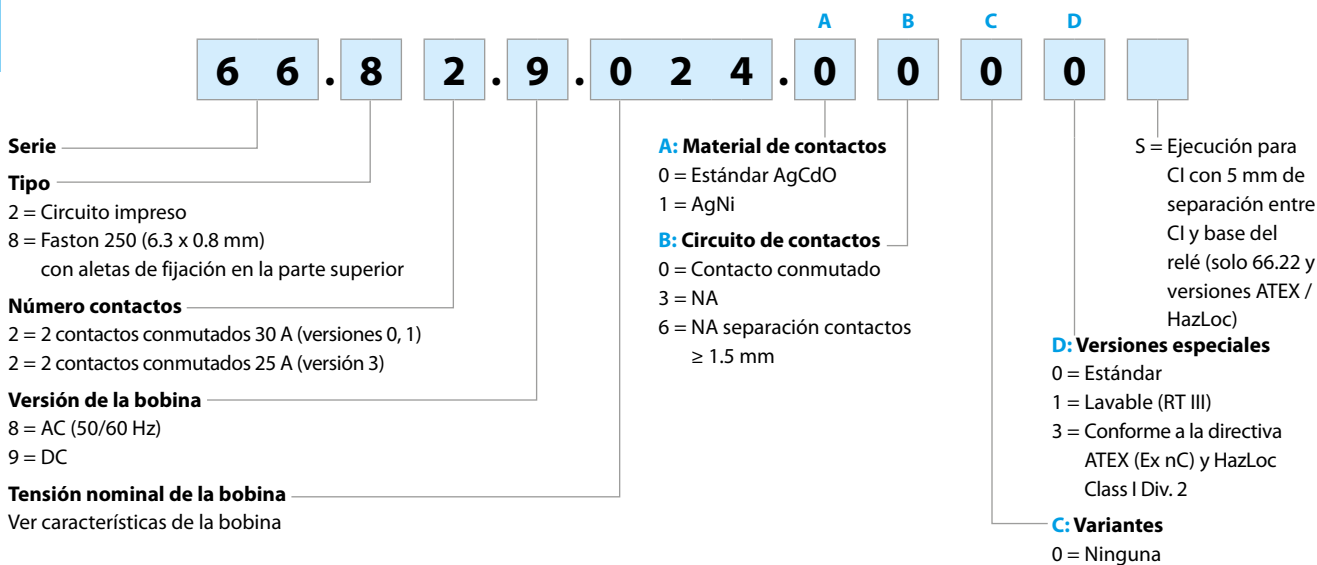 A B C D
6 6 . 8 2 . 9 . 0 2 4 . 0 0 0 0
Serie
Tipo
2 = Circuito impreso
8 = Faston 250 (6.3 x 0.8 mm)
con aletas de fijación en la parte superior
Número contactos
2 = 2 contactos conmutados 30 A (versiones 0, 1)
2 = 2 contactos conmutados 25 A (versión 3)
Versión de la bobina
8 = AC (50/60 Hz)
9 = DC
Tensión nominal de la bobina
Ver características de la bobina
A: Material de contactos
0 = Estándar AgCdO
1 = AgNi
B: Circuito de contactos
0 = Contacto conmutado
3 = NA
6 = NA separación contactos
≥ 1.5 mm
S = Ejecución para
CI con 5 mm de
separación entre
CI y base del
relé (solo 66.22 y
versiones ATEX /
HazLoc)
D: Versiones especiales
0 = Estándar
1 = Lavable (RT III)
3 = Conforme a la directiva
ATEX (Ex nC) y HazLoc
Class I Div. 2
C: Variantes
0 = Ninguna